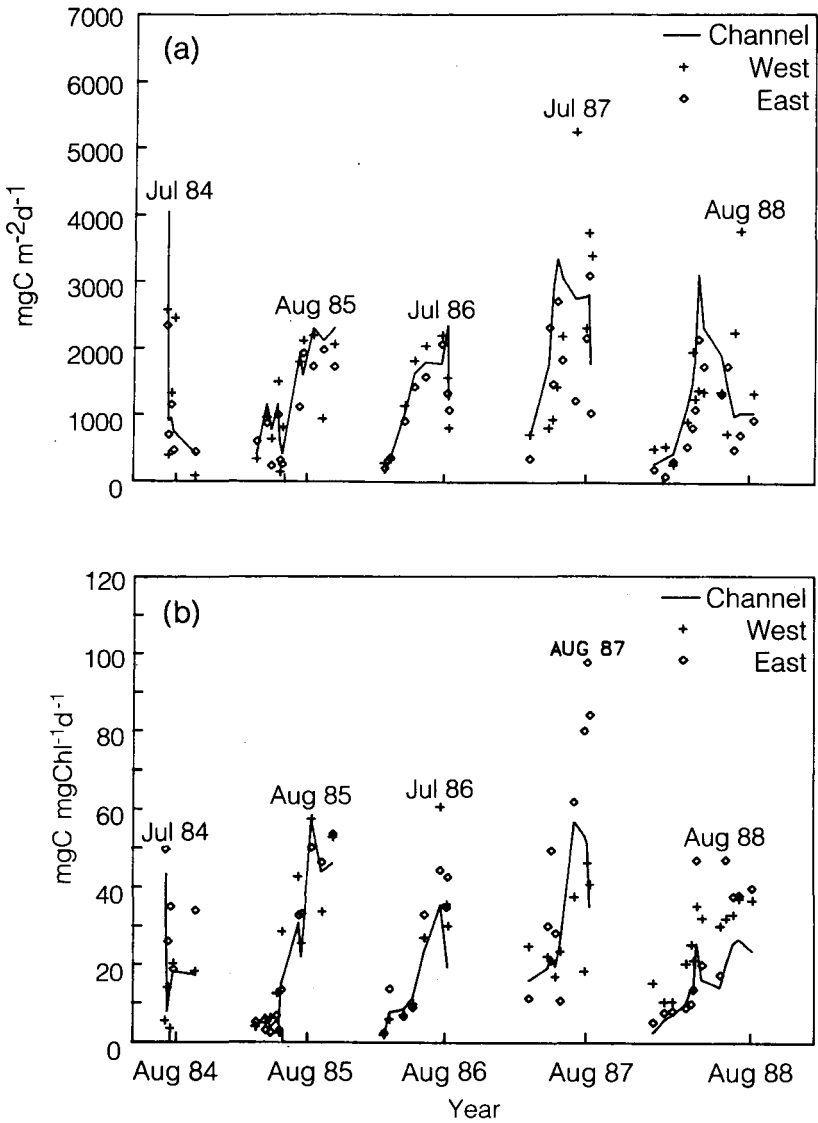 7000
(a)
Channel
West
East
6000
5000
4000
3000
2000
1000
0
mgC m-2d-1
Jul 84
Aug 85
Jul 86
Jul 87
Aug 88
120
(b)
Channel
West
East
100
80
60
40
20
0
mgC mgChl-1d-1
Jul 84
Aug 85
Jul 86
AUG 87
Aug 88
Aug 84
Aug 85
Aug 86
Aug 87
Aug 88
Year